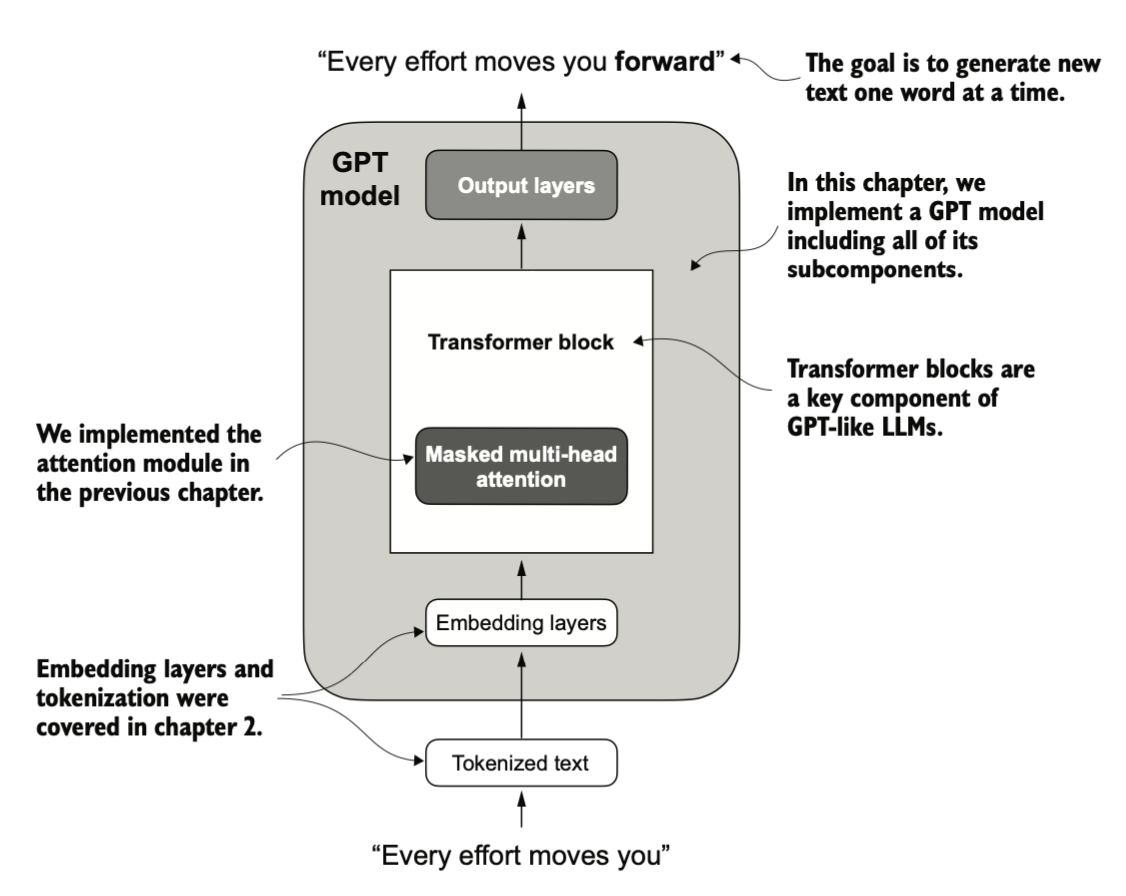 “Every effort moves you forward”
The goal is to generate new
text one word at a time.
GPT
model
Output layers
In this chapter, we
implement a GPT model
including all of its
subcomponents.
Transformer block
Transformer blocks are
a key component of
GPT-like LLMs.
We implemented the
attention module in
the previous chapter.
Masked multi-head
attention
Embedding layers
Embedding layers and
tokenization were
covered in chapter 2.
Tokenized text
“Every effort moves you”